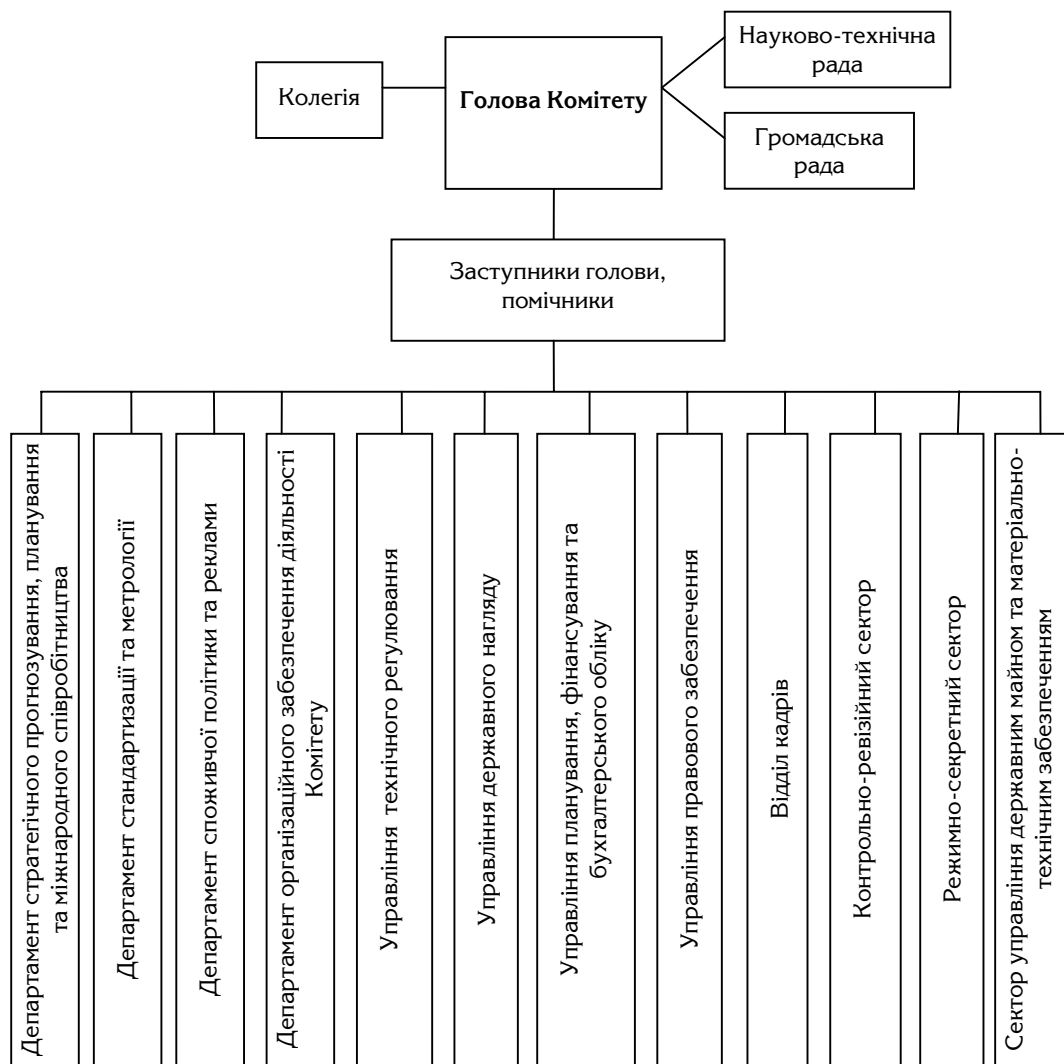 Науково-технічна
рада
Колегія
Голова Комітету
Громадська
рада
Заступники голови,
помічники
Департамент стратегічного прогнозування, планування
та міжнародного співробітництва
Департамент стандартизації та метрології
Департамент споживчої політики та реклами
Департамент організаційного забезпечення діяльності
Комітету
Управління технічного регулювання
Управління державного нагляду
Управління планування, фінансування та
бухгалтерського обліку
Управління правового забезпечення
Відділ кадрів
Контрольно-ревізійний сектор
Режимно-секретний сектор
Сектор управління державним майном та матеріально-
технічним забезпеченням